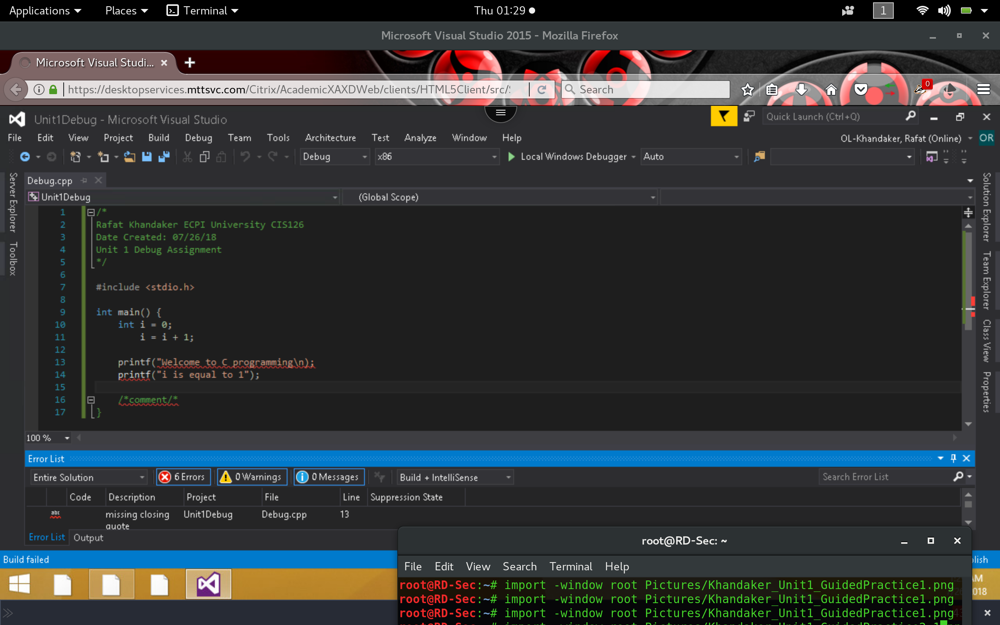 Applications Places Terminal Thu 01:29 1
Microsoft Visual Studio 2015 - Mozilla Firefox
Microsoft Visual Studi...
https://desktopservices.mttsvc.com/Citrix/AcademicXAXDWeb/clients/HTML5Client/src/ Search 0
Unit1Debug - Microsoft Visual Studio Quick Launch (Ctrl+Q)
File Edit View Project Build Debug Team Tools Architecture Test Analyze Window Help OL-Khandaker, Rafat (Online) OR
Debug x86 Local Windows Debugger Auto
Server Explorer
Toolbox
Debug.cpp
Unit1Debug (Global Scope)
1 /*
2 Rafat Khandaker ECPI University CIS126
3 Date Created: 07/26/18
4 Unit 1 Debug Assignment
5 */
6
7 #include <stdio.h>
8
9 int main() {
10 int i = 0;
11 i = i + 1;
12
13 printf("Welcome to C programming\n);
14 printf("i is equal to 1");
15
16 /*comment/*
17 }
Solution Explorer
Team Explorer
Class View
Properties
100 %
Error List
Entire Solution 6 Errors 0 Warnings 0 Messages Build + IntelliSense Search Error List
Code Description Project File Line Suppression State
abc missing closing quote Unit1Debug Debug.cpp 13
Error List Output
Build failed
root@RD-Sec: ~
File Edit View Search Terminal Help
root@RD-Sec:~# import -window root Pictures/Khandaker_Unit1_GuidedPractice1.png
root@RD-Sec:~# import -window root Pictures/Khandaker_Unit1_GuidedPractice1.png
root@RD-Sec:~# import -window root Pictures/Khandaker_Unit1_GuidedPractice1.png